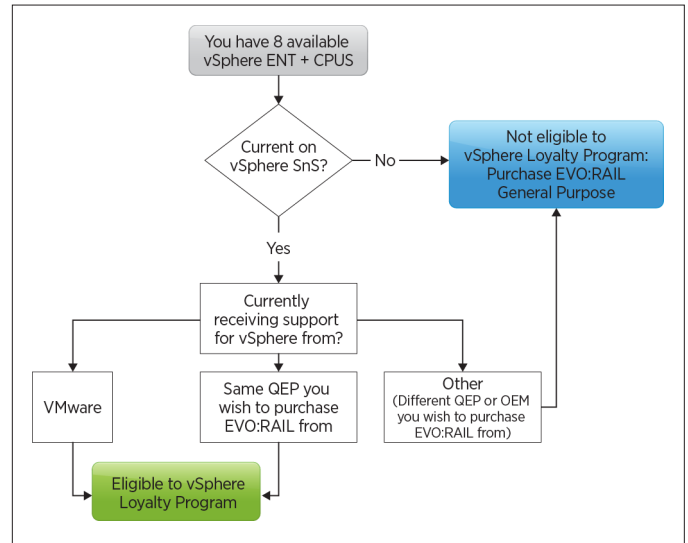 You have 8 available
vSphere ENT + CPUS
Current on
vSphere SnS?
No
Not eligible to
vSphere Loyalty Program:
Purchase EVO:RAIL
General Purpose
Yes
Currently
receiving support
for vSphere from?
VMware
Same QEP you
wish to purchase
EVO:RAIL from
Other
(Different QEP or OEM
you wish to purchase
EVO:RAIL from)
Eligible to vSphere
Loyalty Program